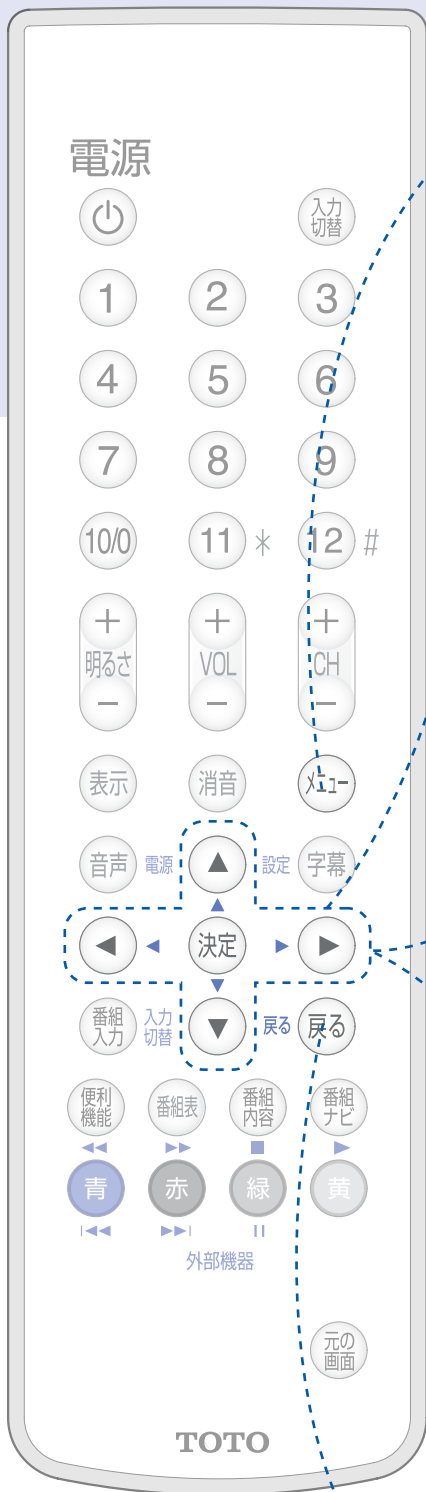 電源
入力
切替
1 2 3
4 5 6
7 8 9
10/0 11 * 12 #
+ + +
明るさ VOL CH
− − −
表示 消音 メニュー
音声 電源 ▲ 設定 字幕
▲
◀ ◀ 決定 ▶ ▶
▼
番組
入力
入力
切替
▼ 戻る 戻る
便利
機能
番組表
番組
内容
番組
ナビ
◀◀ ▶▶ ■ ▶
青 赤 緑 黄
|◀◀ ▶▶| II
外部機器
元の
画面
TOTO